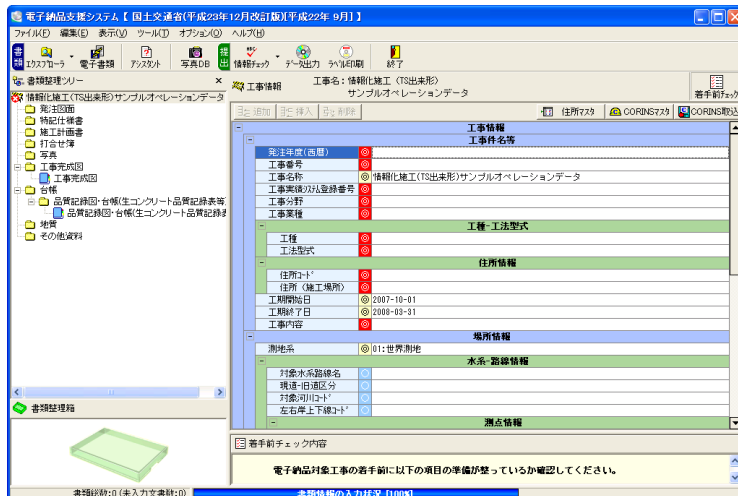 電子納品支援システム【 国土交通省(平成23年12月改訂版)[平成22年 9月] 】
ファイル(F) 編集(E) 表示(V) ツール(T) オプション(O) ヘルプ(H)
書類 提出
エクスプローラ 電子書類 アシスタント 写真DB 情報チェック データ出力 ラベル印刷 終了
書類整理ツリー ×
情報化施工(TS出来形)サンプルオペレーションデータ
発注図面
特記仕様書
施工計画書
打合せ簿
写真
工事完成図
工事完成図
台帳
品質記録図・台帳(生コンクリート品質記録表等)
品質記録図・台帳(生コンクリート品質記録
地質
その他資料
書類整理箱
工事情報
工事名: 情報化施工(TS出来形)
サンプルオペレーションデータ
着手前チェック
追加 挿入 削除
住所マスタ CORINSマスタ CORINS取込
工事情報
工事件名等
発注年度(西暦) ◎
工事番号 ◎
工事名称 ◎ 情報化施工(TS出来形)サンプルオペレーションデータ
工事実績システム登録番号 ◎
工事分野 ◎
工事業種 ◎
工種-工法型式
工種 ◎
工法型式 ◎
住所情報
住所コード ◎
住所(施工場所) ◎
工期開始日 ◎ 2007-10-01
工期終了日 ◎ 2008-03-31
工事内容 ◎
場所情報
測地系 ◎ 01:世界測地
水系-路線情報
対象水系路線名 ○
現道-旧道区分 ○
対象河川コード ○
左右岸上下線コード ○
測点情報
着手前チェック内容
電子納品対象工事の着手前に以下の項目の準備が整っているか確認してください。
書類総数:0(未入力文書数:0) 書類情報の入力状況 [100%]